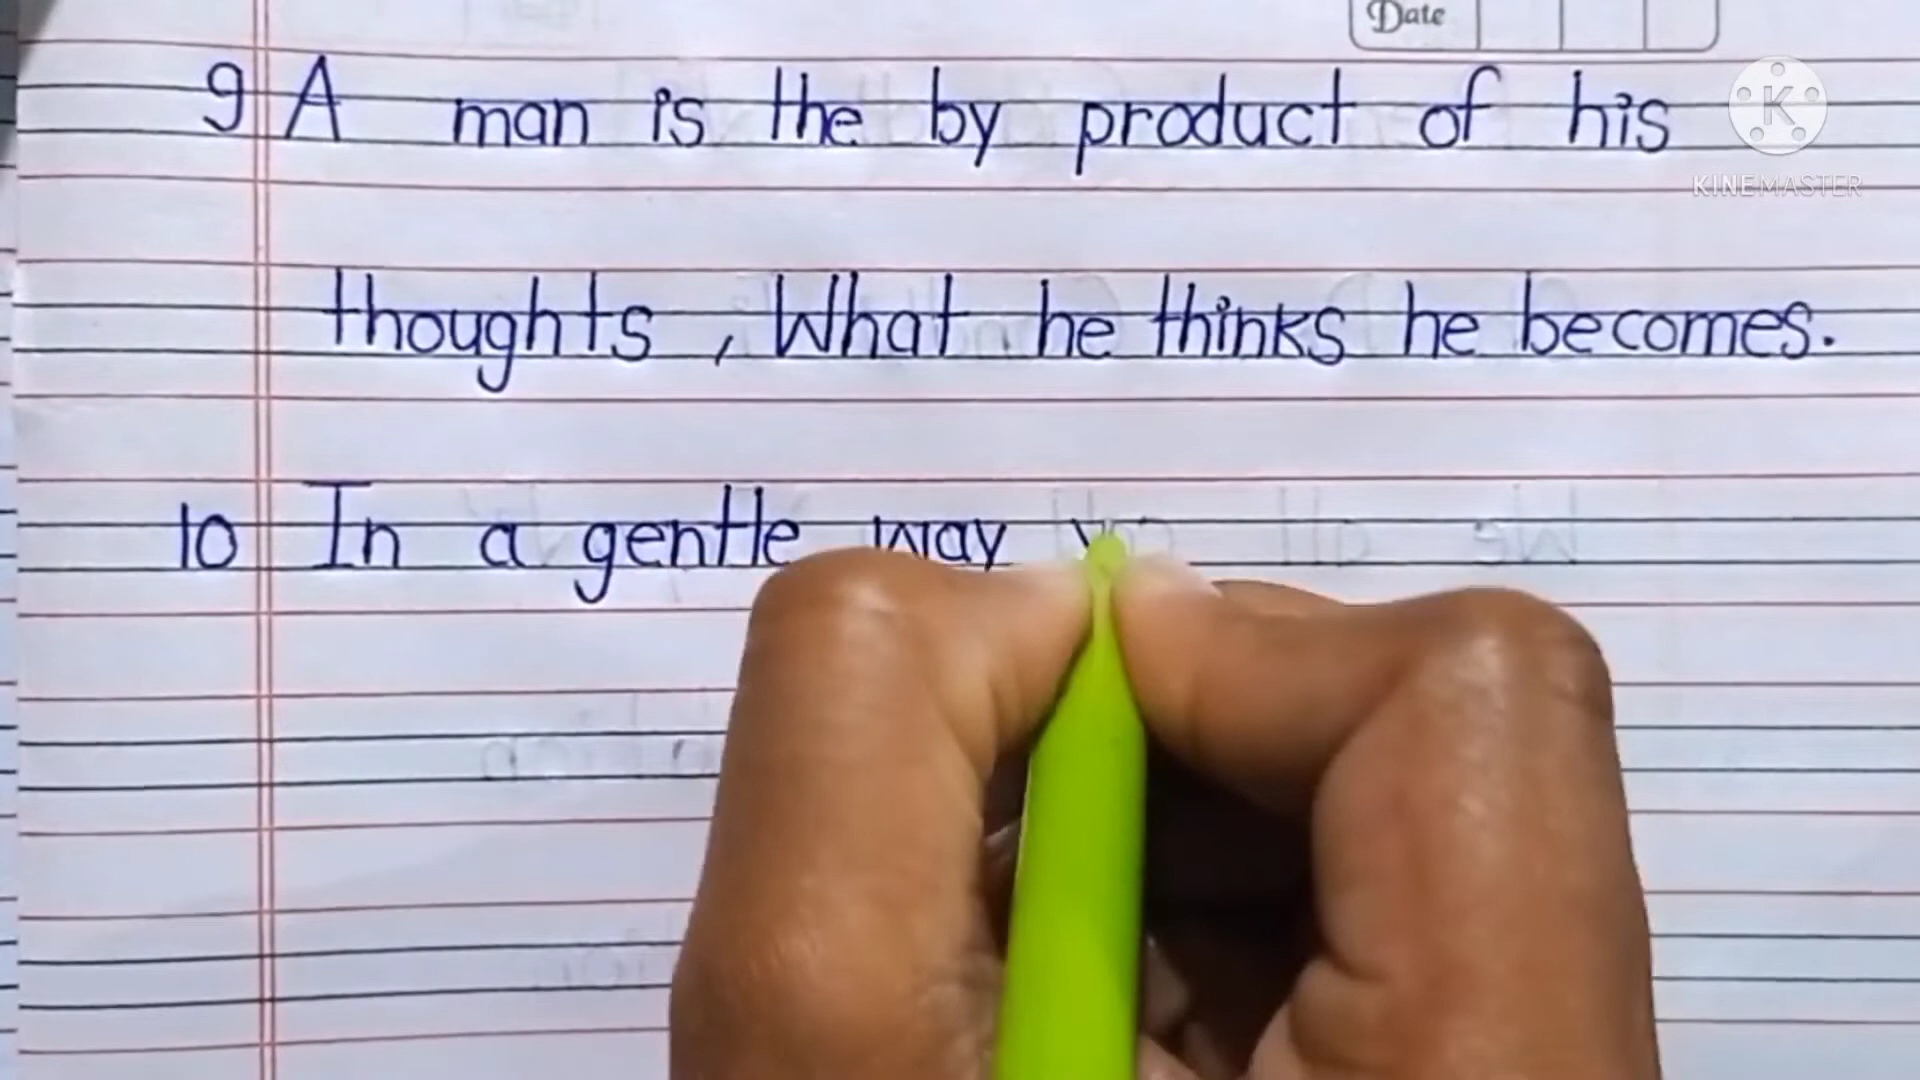 Date
9 A man is the by product of his
KINEMASTER
thoughts, What he thinks he becomes.
10 In a gentle way